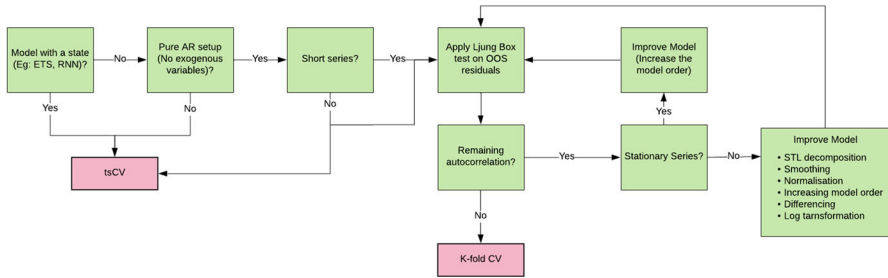 Model with a state
(Eg: ETS, RNN)?
No
Yes
Pure AR setup
(No exogenous
variables)?
Yes
No
Short series?
Yes
No
tsCV
Apply Ljung Box
test on OOS
residuals
Improve Model
(Increase the
model order)
Remaining
autocorrelation?
Yes
No
Stationary Series?
Yes
No
Improve Model
• STL decomposition
• Smoothing
• Normalisation
• Increasing model order
• Differencing
• Log tarnsformation
K-fold CV